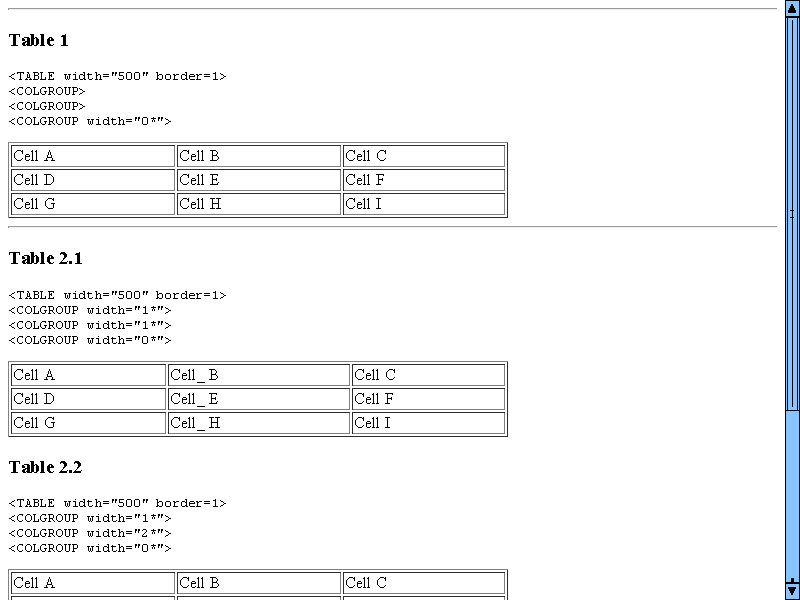 Table 1
<TABLE width="500" border=1>
<COLGROUP>
<COLGROUP>
<COLGROUP width="0*">
Cell A Cell B Cell C
Cell D Cell E Cell F
Cell G Cell H Cell I
Table 2.1
<TABLE width="500" border=1>
<COLGROUP width="1*">
<COLGROUP width="1*">
<COLGROUP width="0*">
Cell A Cell_ B Cell C
Cell D Cell_ E Cell F
Cell G Cell_ H Cell I
Table 2.2
<TABLE width="500" border=1>
<COLGROUP width="1*">
<COLGROUP width="2*">
<COLGROUP width="0*">
Cell A Cell B Cell C